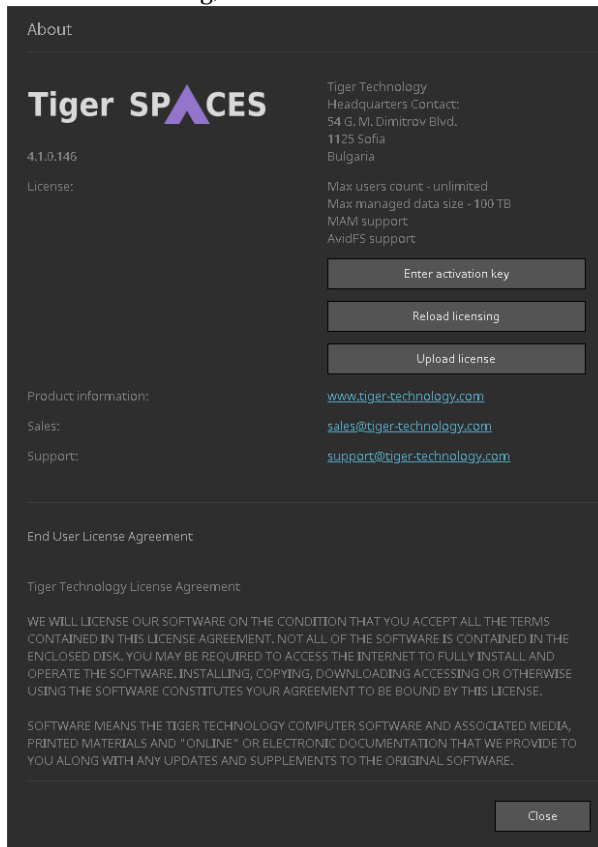 About
Tiger SPACES
Tiger Technology
Headquarters Contact:
54 G. M. Dimitrov Blvd.
1125 Sofia
4.1.0.146
Bulgaria
License:
Max users count - unlimited
Max managed data size - 100 TB
MAM support
AvidFS support
Enter activation key
Reload licensing
Upload license
Product information:
www.tiger-technology.com
Sales:
sales@tiger-technology.com
Support:
support@tiger-technology.com
End User License Agreement
Tiger Technology License Agreement
WE WILL LICENSE OUR SOFTWARE ON THE CONDITION THAT YOU ACCEPT ALL THE TERMS
CONTAINED IN THIS LICENSE AGREEMENT. NOT ALL OF THE SOFTWARE IS CONTAINED IN THE
ENCLOSED DISK. YOU MAY BE REQUIRED TO ACCESS THE INTERNET TO FULLY INSTALL AND
OPERATE THE SOFTWARE. INSTALLING, COPYING, DOWNLOADING ACCESSING OR OTHERWISE
USING THE SOFTWARE CONSTITUTES YOUR AGREEMENT TO BE BOUND BY THIS LICENSE.
SOFTWARE MEANS THE TIGER TECHNOLOGY COMPUTER SOFTWARE AND ASSOCIATED MEDIA,
PRINTED MATERIALS AND "ONLINE" OR ELECTRONIC DOCUMENTATION THAT WE PROVIDE TO
YOU ALONG WITH ANY UPDATES AND SUPPLEMENTS TO THE ORIGINAL SOFTWARE.
Close